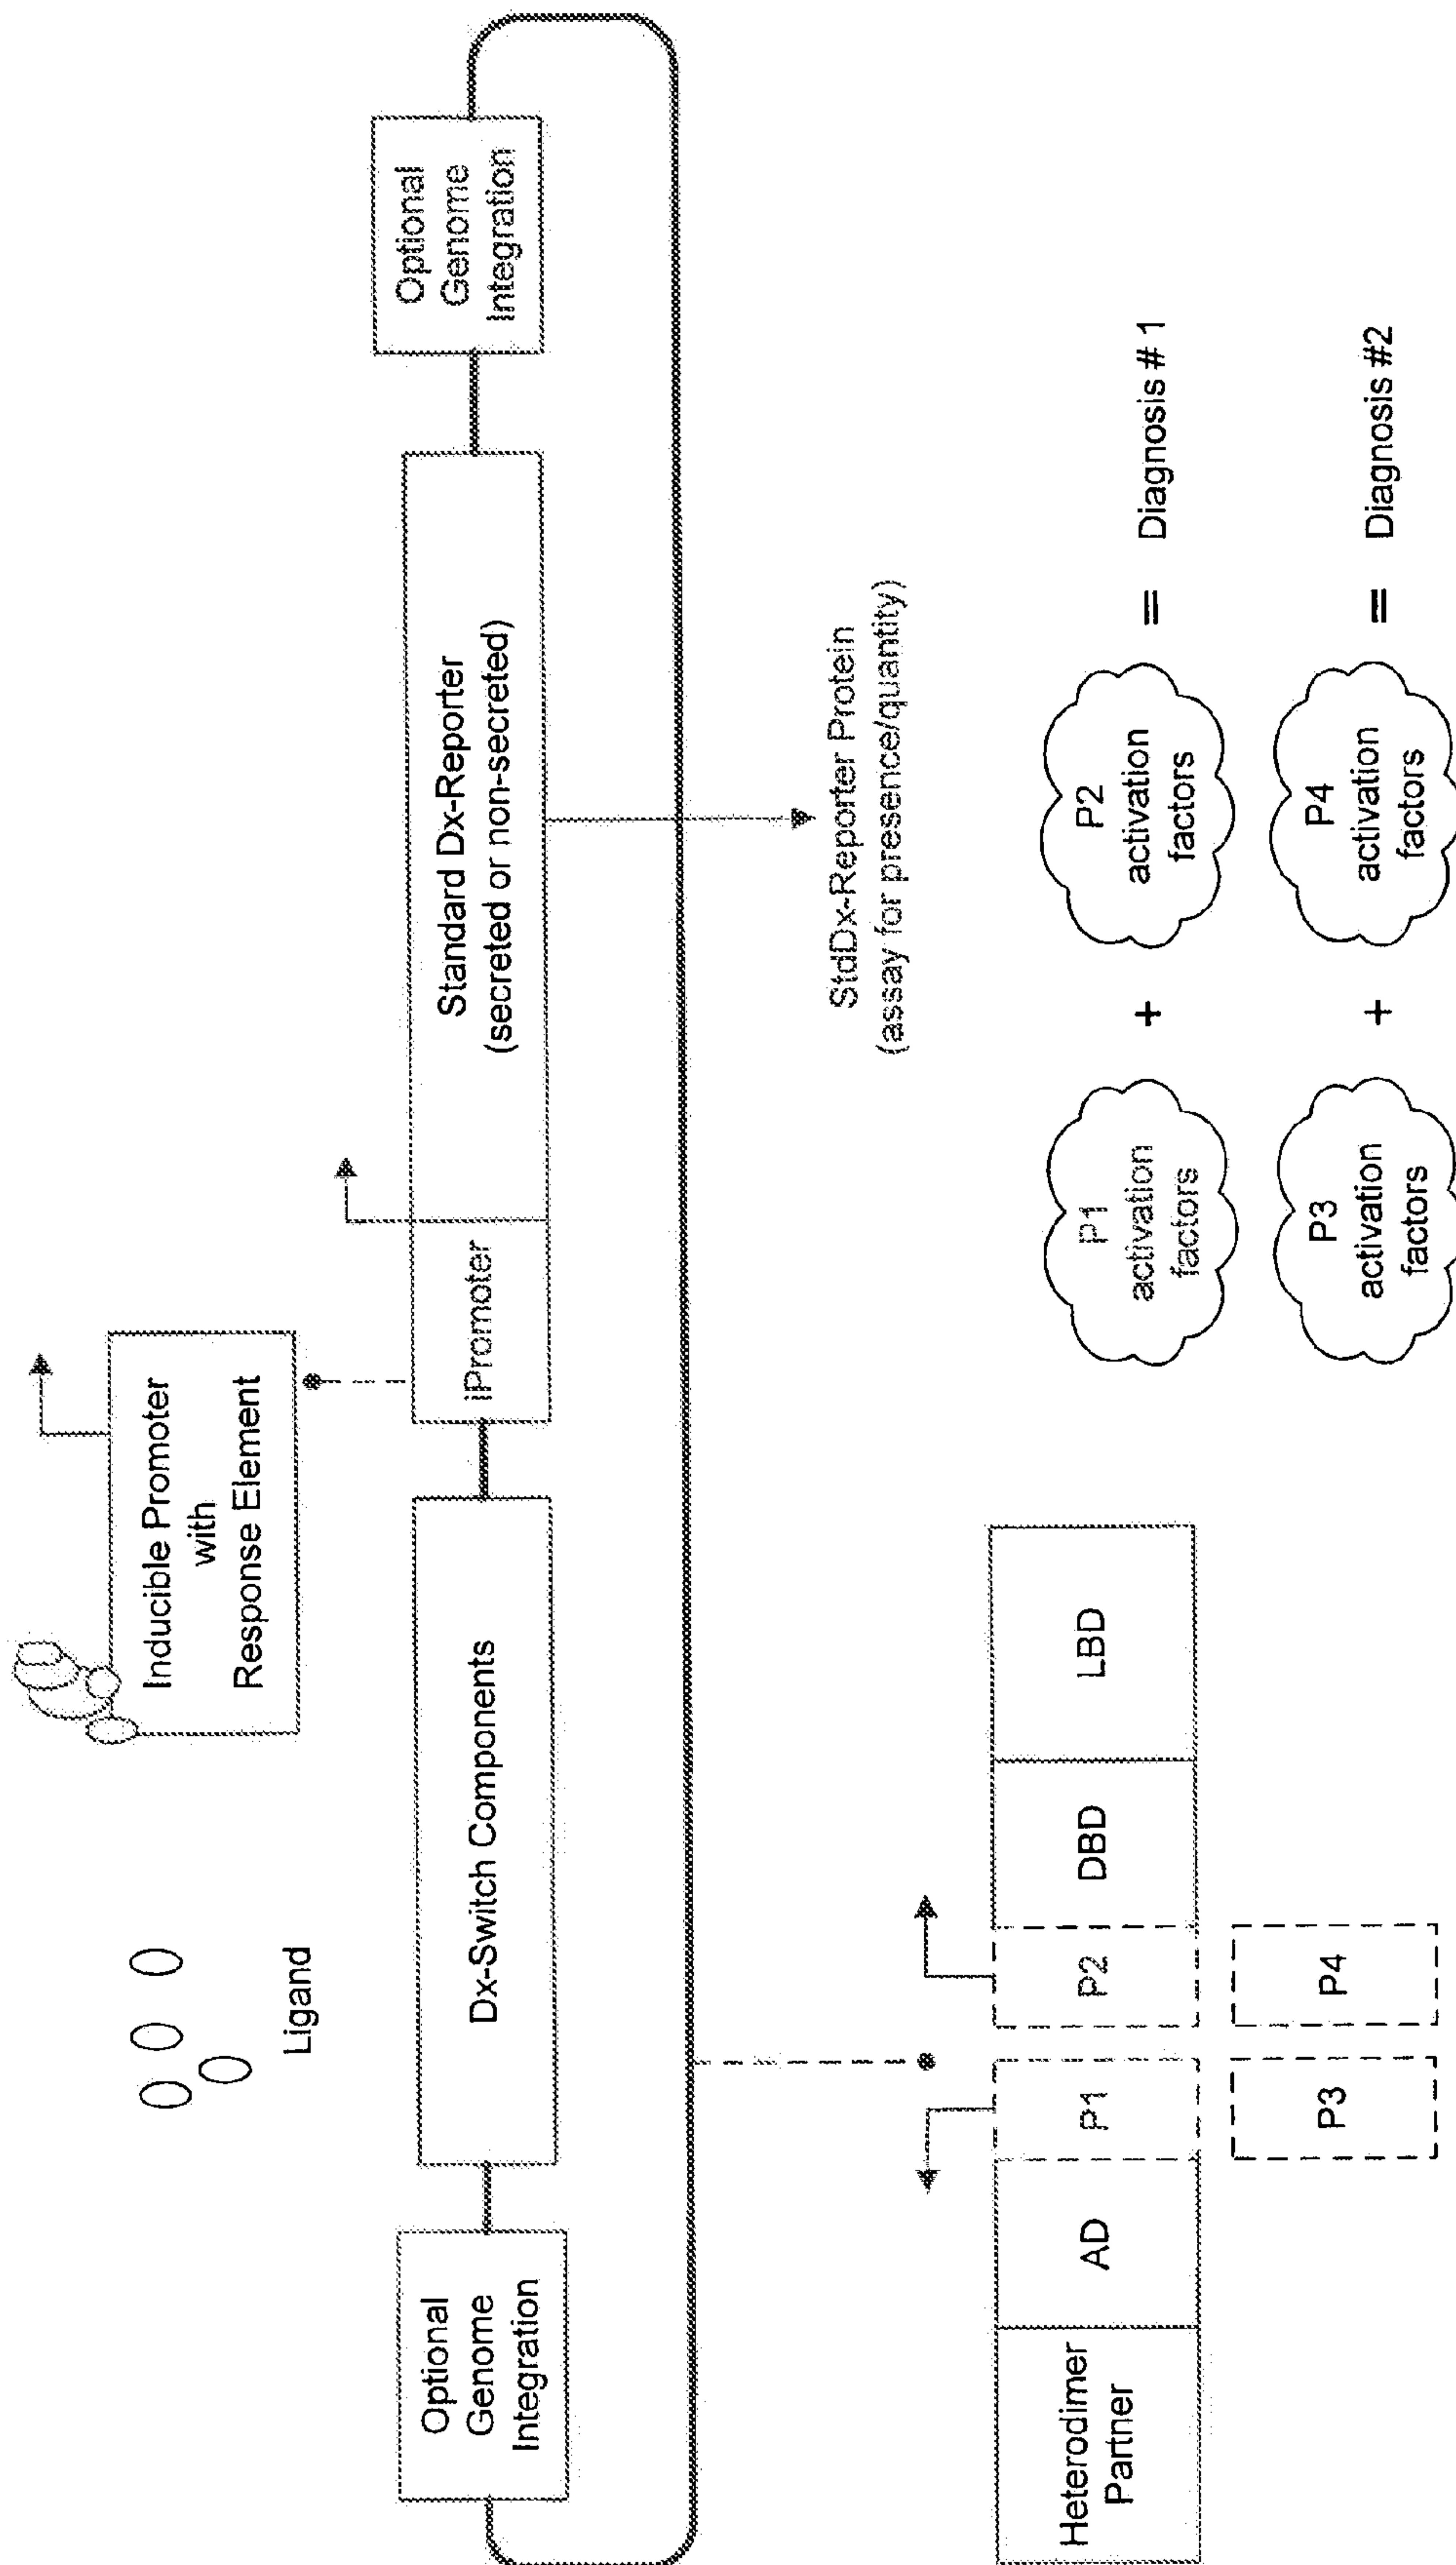 Ligand
Inducible Promoter
with
Response Element
Optional
Genome
Integration
Dx-Switch Components
iPromoter
Standard Dx-Reporter
(secreted or non-secreted)
Optional
Genome
Integration
StdDx-Reporter Protein
(assay for presence/quantity)
Heterodimer
Partner
AD
P1
P2
DBD
LBD
P3
P4
P1
activation
factors
+
P2
activation
factors
=
Diagnosis # 1
P3
activation
factors
+
P4
activation
factors
=
Diagnosis #2